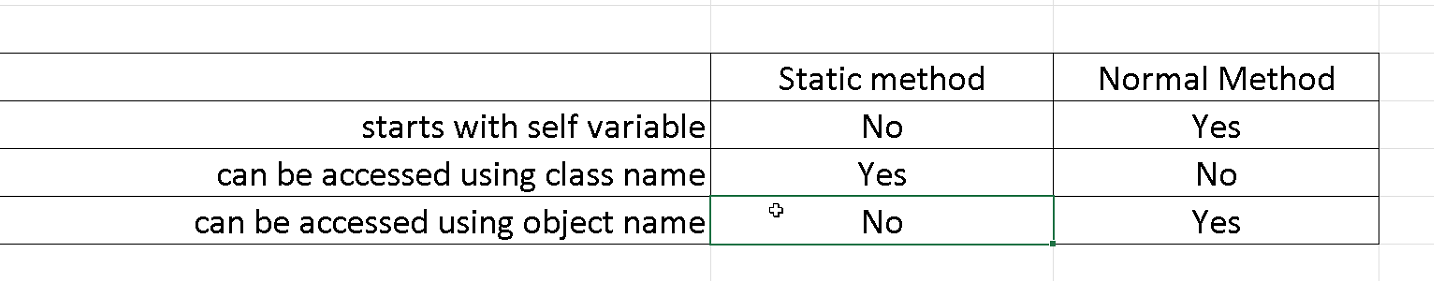 Static method Normal Method
starts with self variable No Yes
can be accessed using class name Yes No
can be accessed using object name No Yes